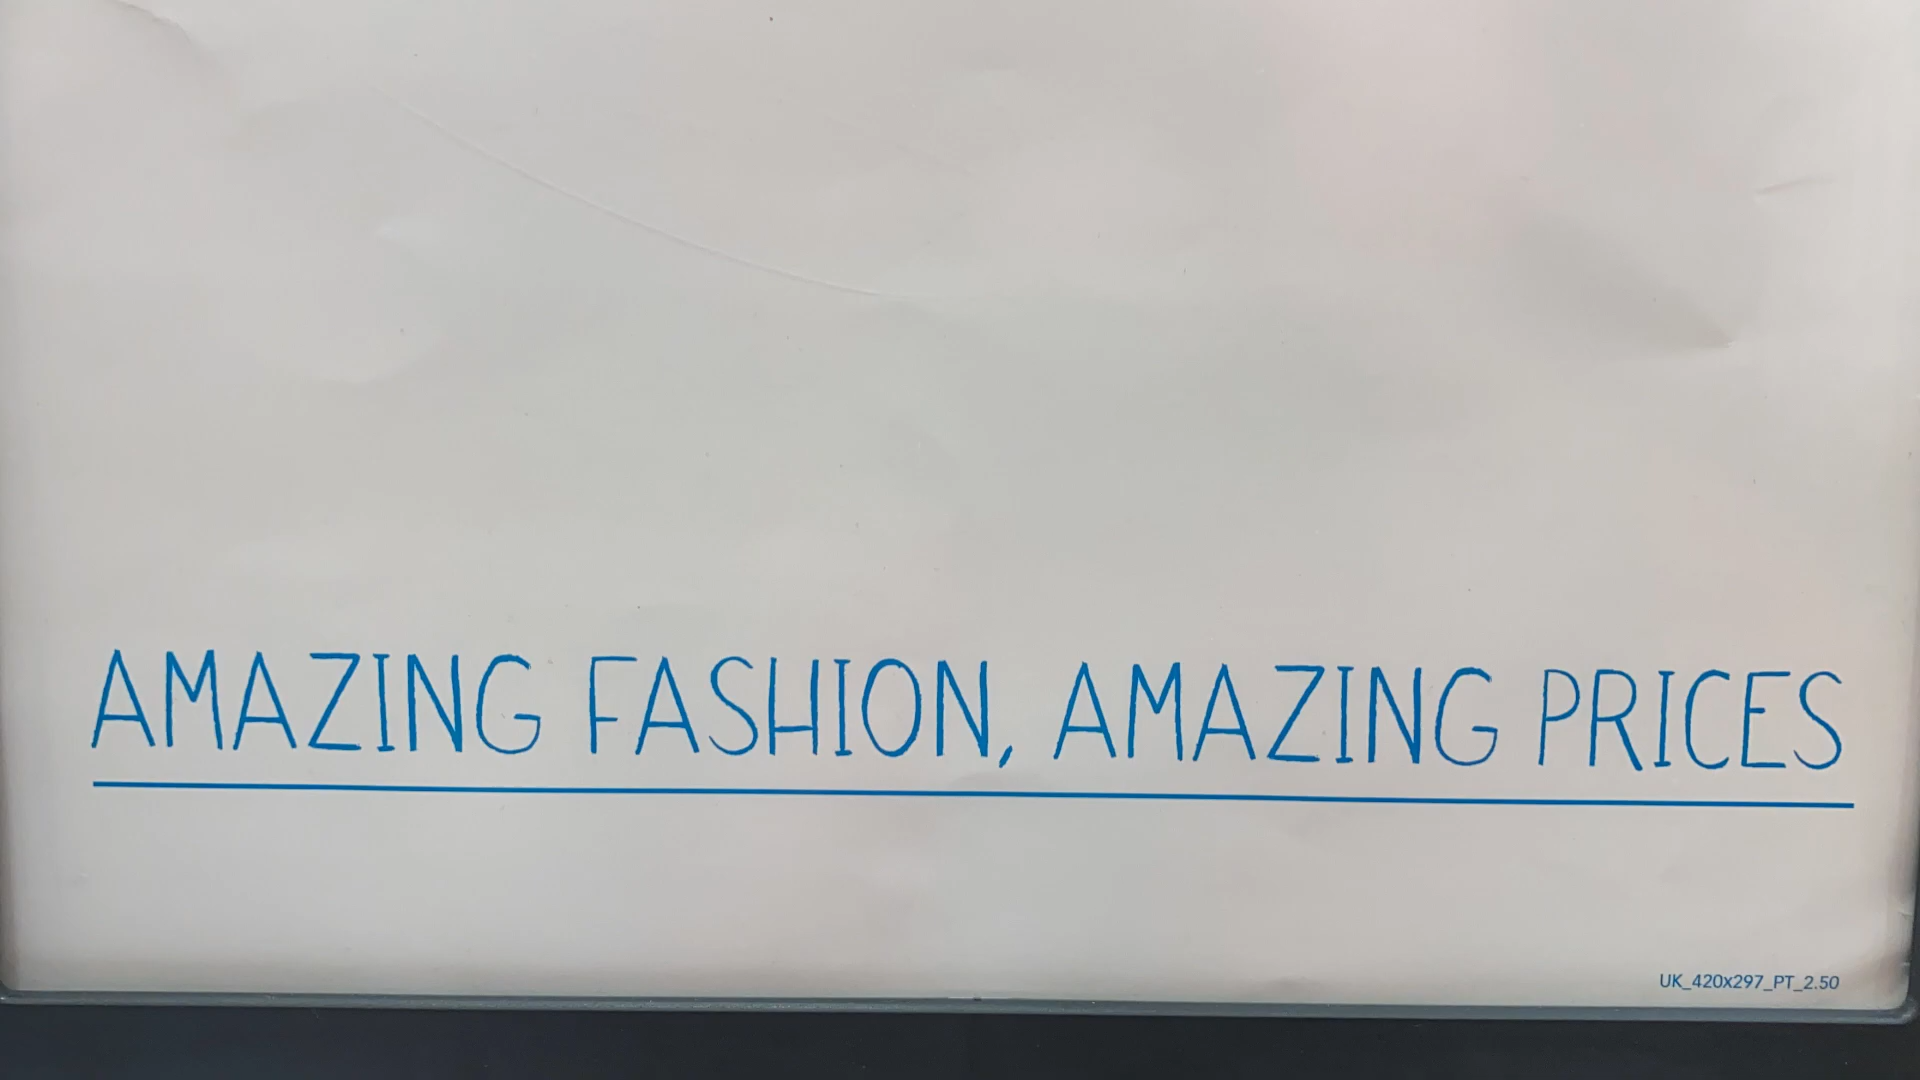 AMAZING FASHION, AMAZING PRICES
UK_420x297_PT_2.50